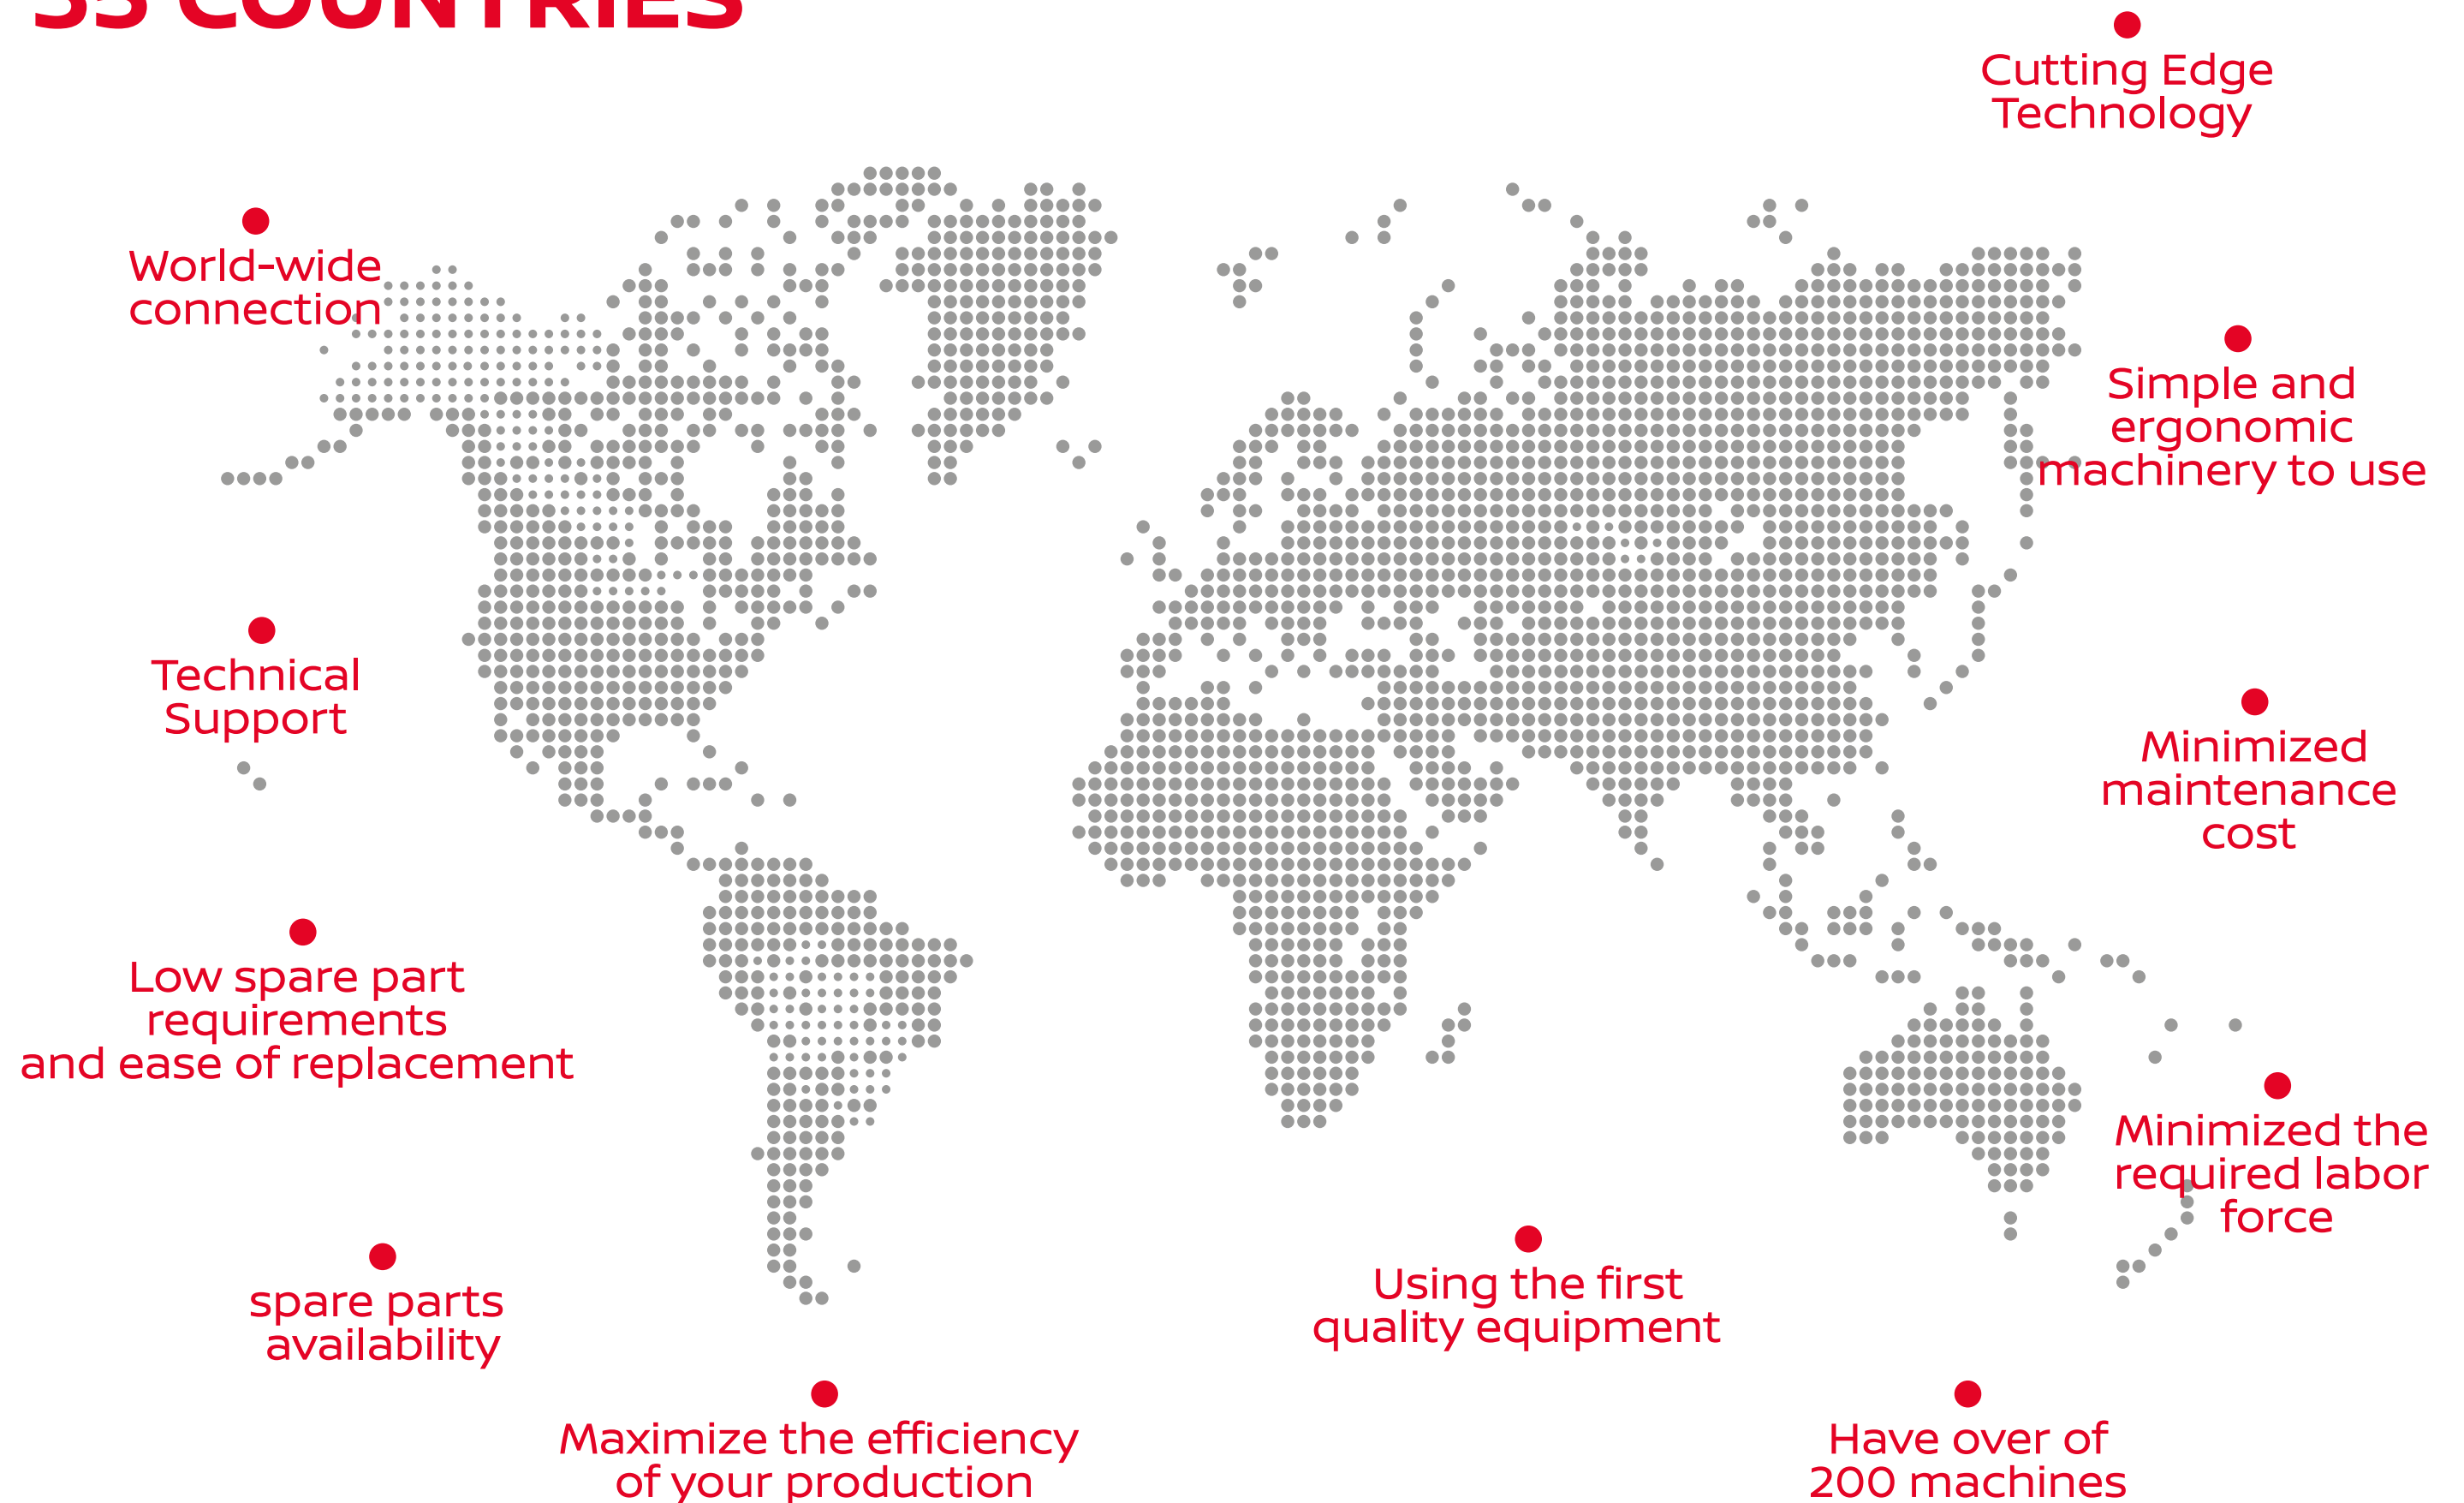 COUNTRIES
Cutting Edge
Technology
World-wide
connection
Simple and
ergonomic
machinery to use
Technical
Support
Minimized
maintenance
cost
Low spare part
requirements
and ease of replacement
Minimized the
required labor
force
spare parts
availability
Using the first
quality equipment
Maximize the efficiency
of your production
Have over of
200 machines